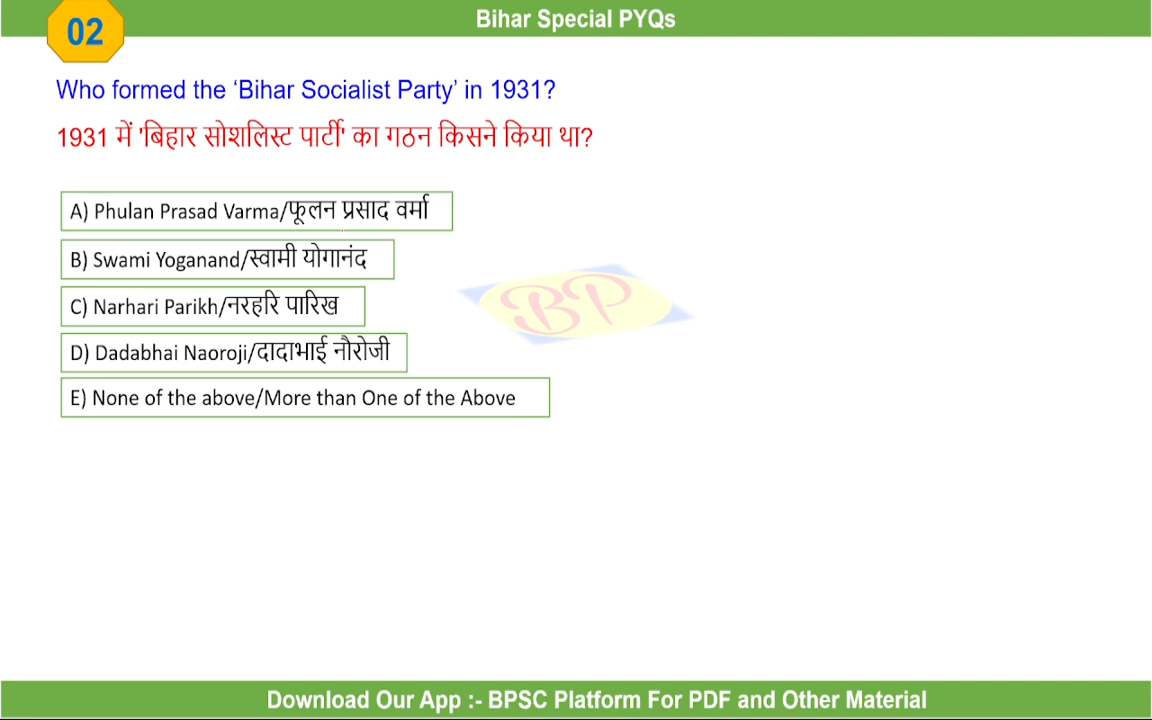 Bihar Special PYQs
02
Who formed the ‘Bihar Socialist Party’ in 1931?
1931 में 'बिहार सोशलिस्ट पार्टी' का गठन किसने किया था?
A) Phulan Prasad Varma/फूलन प्रसाद वर्मा
B) Swami Yoganand/स्वामी योगानंद
C) Narhari Parikh/नरहरि पारिख
D) Dadabhai Naoroji/दादाभाई नौरोजी
E) None of the above/More than One of the Above
BP
Download Our App :- BPSC Platform For PDF and Other Material